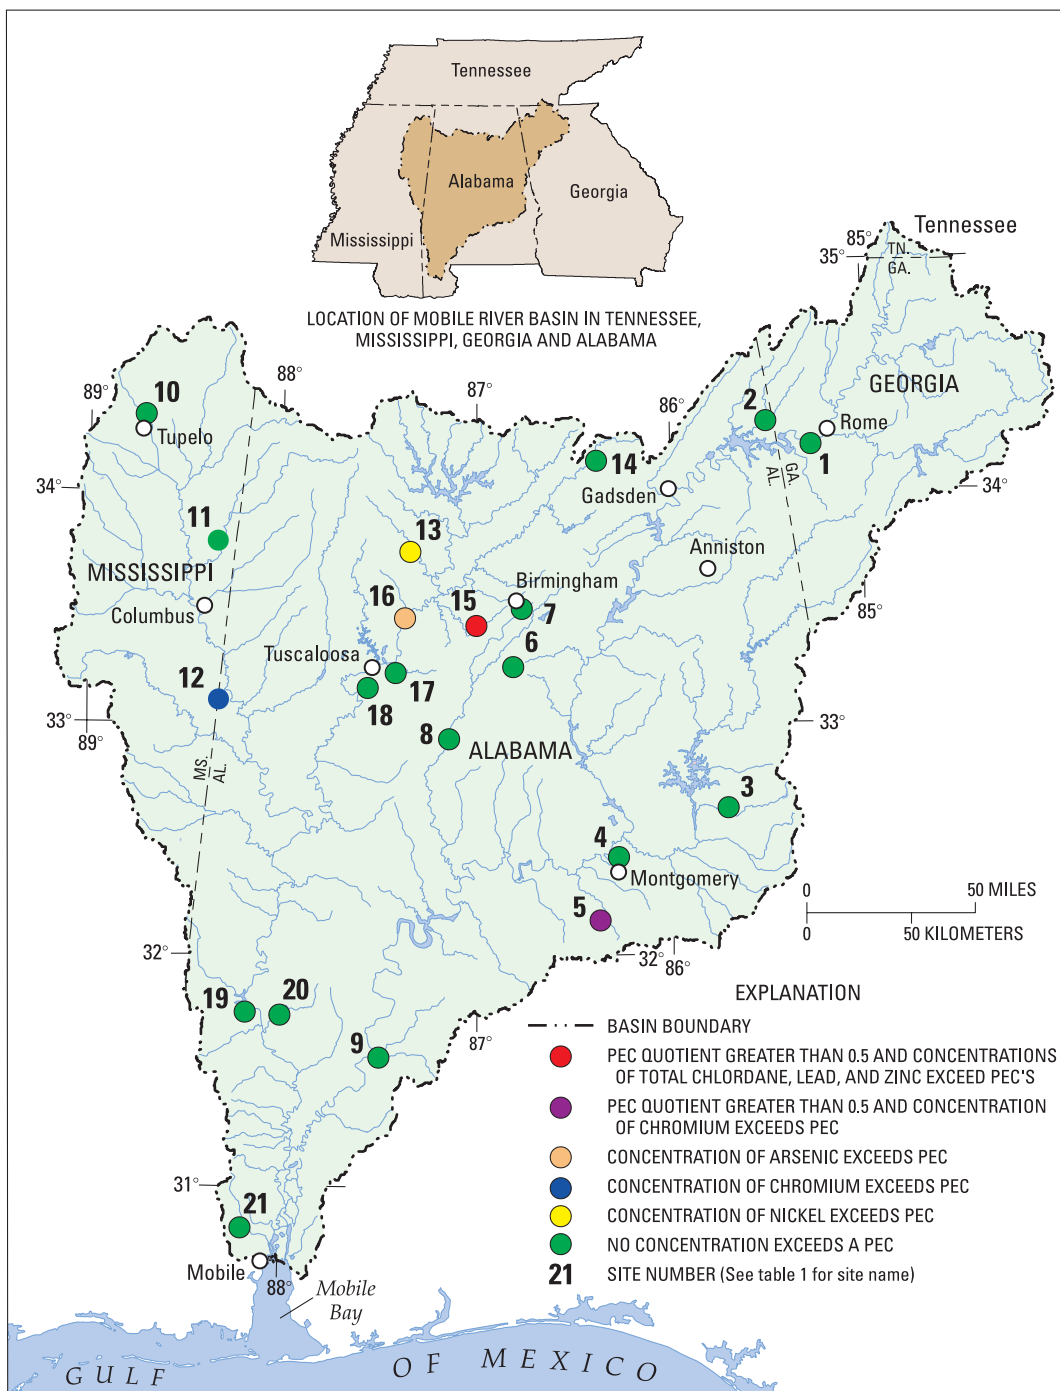 Tennessee
Alabama
Georgia
Mississippi
LOCATION OF MOBILE RIVER BASIN IN TENNESSEE,
MISSISSIPPI, GEORGIA AND ALABAMA
Tennessee
85°
35°
TN.
GA.
GEORGIA
88°
89°
10
Tupelo
87°
86°
2
Rome
1
14
Gadsden
GA.
AL.
34°
34°
11
13
Anniston
MISSISSIPPI
Birmingham
Columbus
16
15
7
85°
6
Tuscaloosa
12
17
18
33°
89°
33°
8
ALABAMA
MS.
AL.
3
4
Montgomery
0 50 MILES
0 50 KILOMETERS
5
32°
32°
86°
19
20
87°
9
EXPLANATION
BASIN BOUNDARY
PEC QUOTIENT GREATER THAN 0.5 AND CONCENTRATIONS
OF TOTAL CHLORDANE, LEAD, AND ZINC EXCEED PEC'S
PEC QUOTIENT GREATER THAN 0.5 AND CONCENTRATION
OF CHROMIUM EXCEEDS PEC
CONCENTRATION OF ARSENIC EXCEEDS PEC
CONCENTRATION OF CHROMIUM EXCEEDS PEC
CONCENTRATION OF NICKEL EXCEEDS PEC
NO CONCENTRATION EXCEEDS A PEC
21 SITE NUMBER (See table 1 for site name)
31°
21
Mobile
88°
Mobile
Bay
GULF OF MEXICO